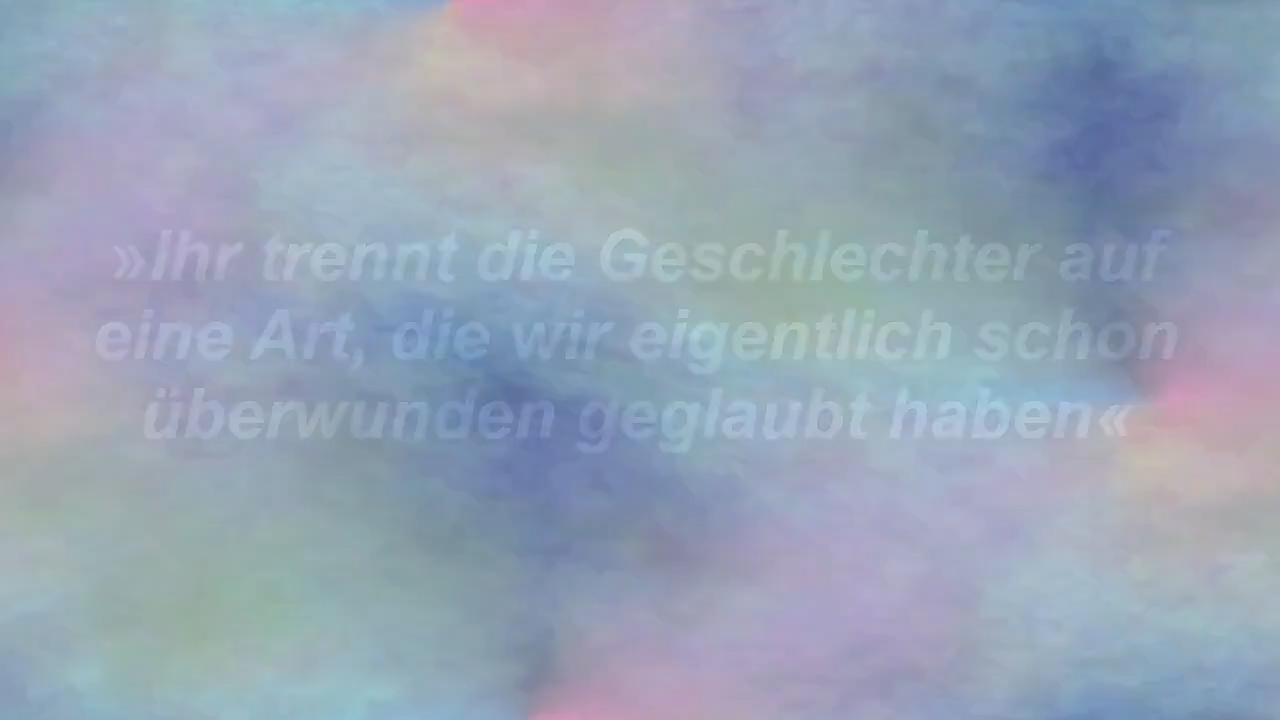 »Ihr trennt die Geschlechter auf
eine Art, die wir eigentlich schon
überwunden geglaubt haben«